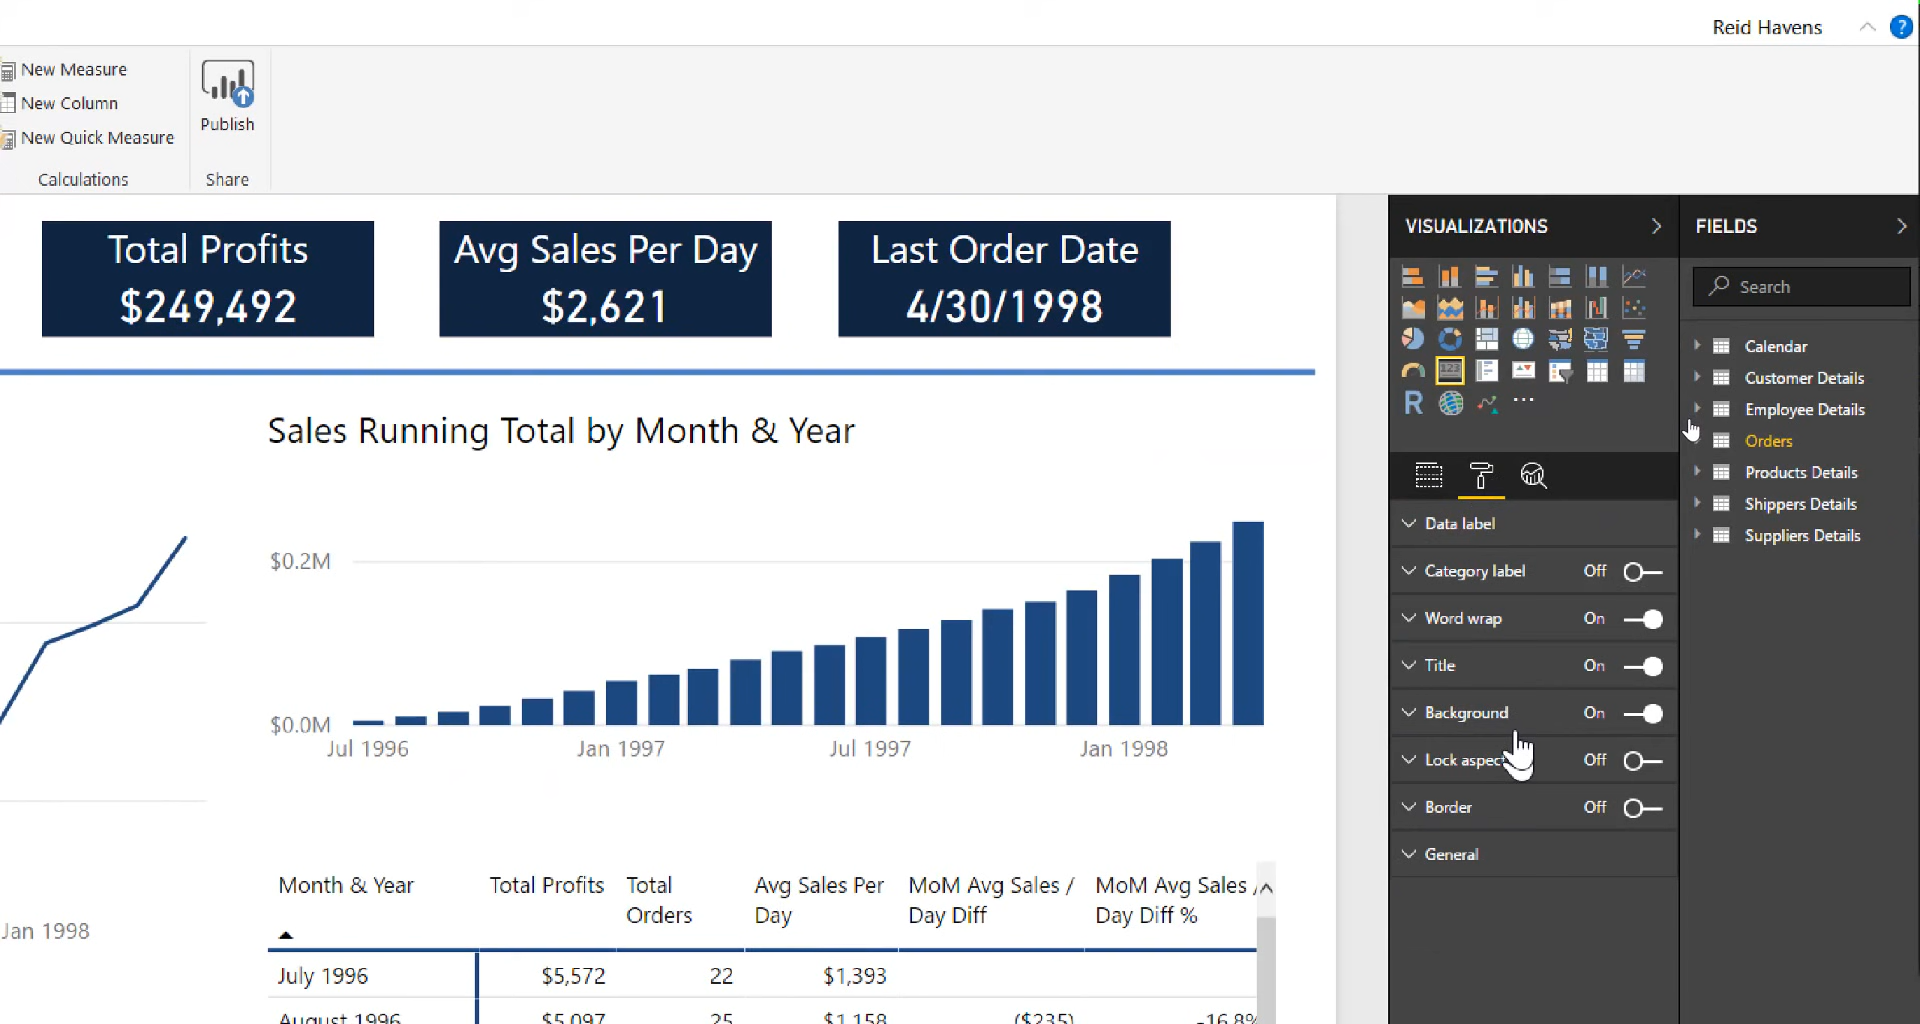 Reid Havens
?
New Measure
New Column
New Quick Measure
Calculations
Publish
Share
Total Profits
$249,492
Avg Sales Per Day
$2,621
Last Order Date
4/30/1998
Sales Running Total by Month & Year
$0.2M
$0.0M
Jul 1996
Jan 1997
Jul 1997
Jan 1998
Jan 1998
Month & Year
Total Profits
Total
Orders
Avg Sales Per
Day
MoM Avg Sales /
Day Diff
MoM Avg Sales /
Day Diff %
July 1996 $5,572 22 $1,393
August 1996 $5,097 25 $1,158 ($235) -16.8%
VISUALIZATIONS
123
R
...
Data label
Category label Off
Word wrap On
Title On
Background On
Lock aspect Off
Border Off
General
FIELDS
Search
Calendar
Customer Details
Employee Details
Orders
Products Details
Shippers Details
Suppliers Details